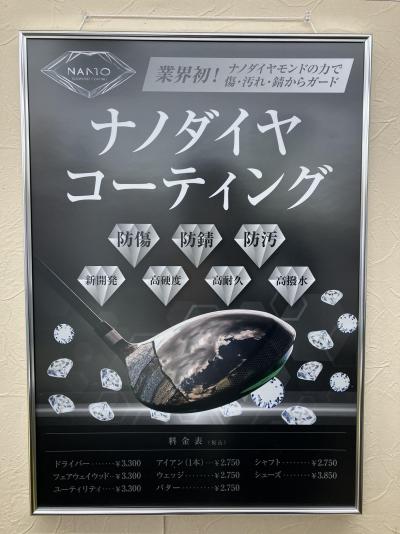 NANO
業界初！ ナノダイヤモンドの力で
傷・汚れ・錆からガード
ナノダイヤ
コーティング
防傷 防錆 防汚
新開発 高硬度 高耐久 高撥水
料金表（税込）
ドライバー‥‥‥¥3.300 アイアン（1本）‥¥2.750 シャフト‥‥‥‥¥2.750
フェアウェイウッド‥¥3.300 ウェッジ‥‥‥‥¥2.750 シューズ‥‥‥‥¥3.850
ユーティリティ‥‥¥3.300 パター‥‥‥‥‥¥2.750